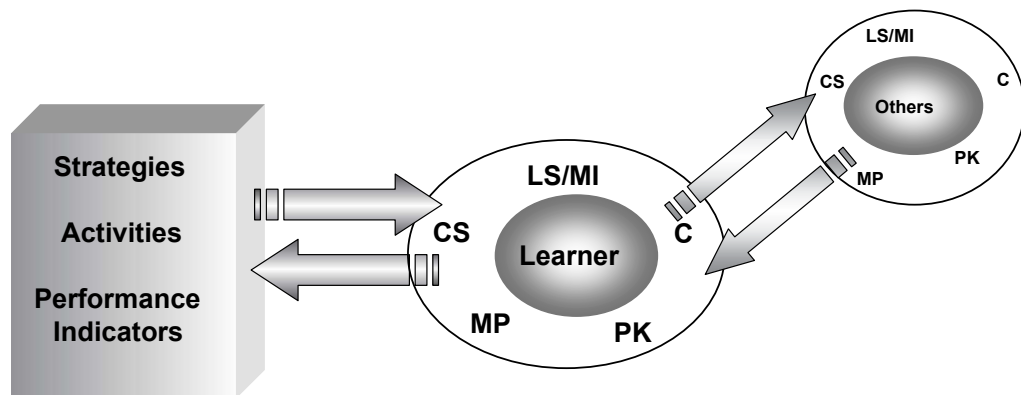 Strategies
Activities
Performance
Indicators
LS/MI
CS
C
Learner
MP
PK
LS/MI
CS
C
Others
PK
MP